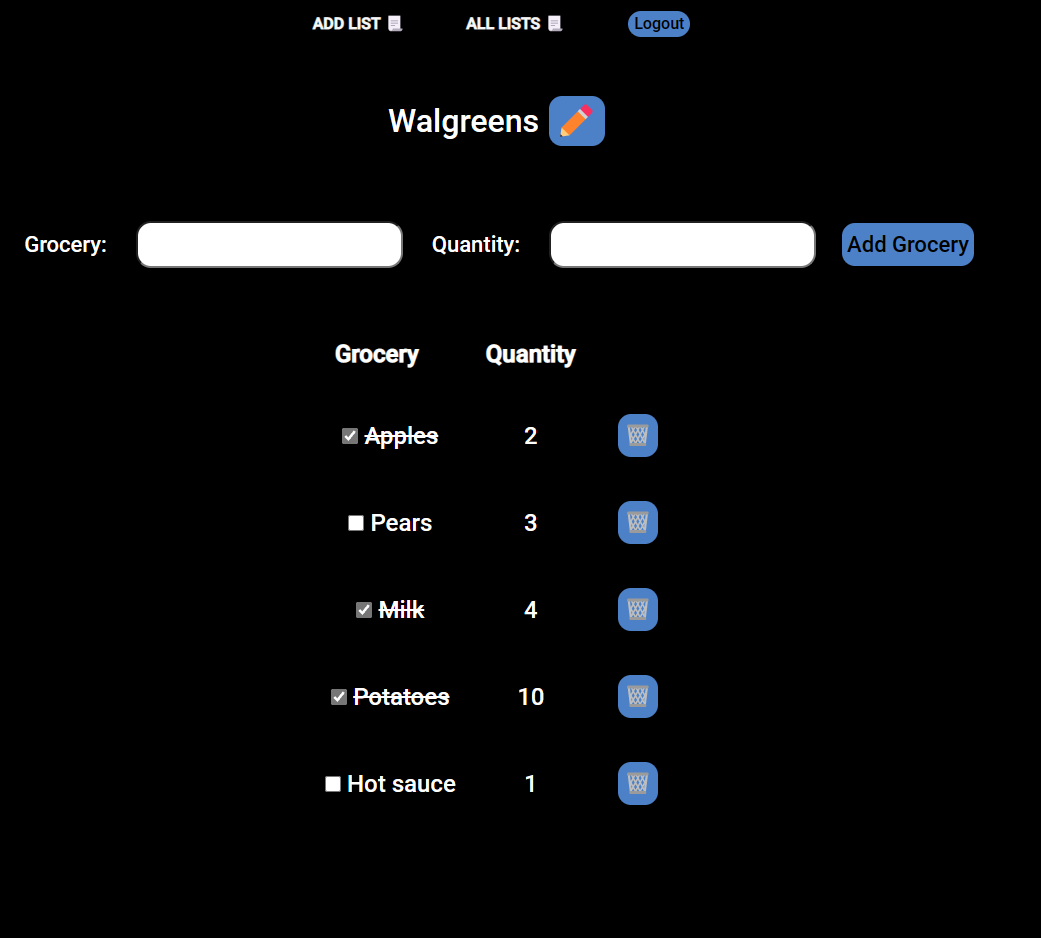 ADD LIST ALL LISTS Logout
Walgreens
Grocery: Quantity: Add Grocery
Grocery Quantity
Apples 2
Pears 3
Milk 4
Potatoes 10
Hot sauce 1